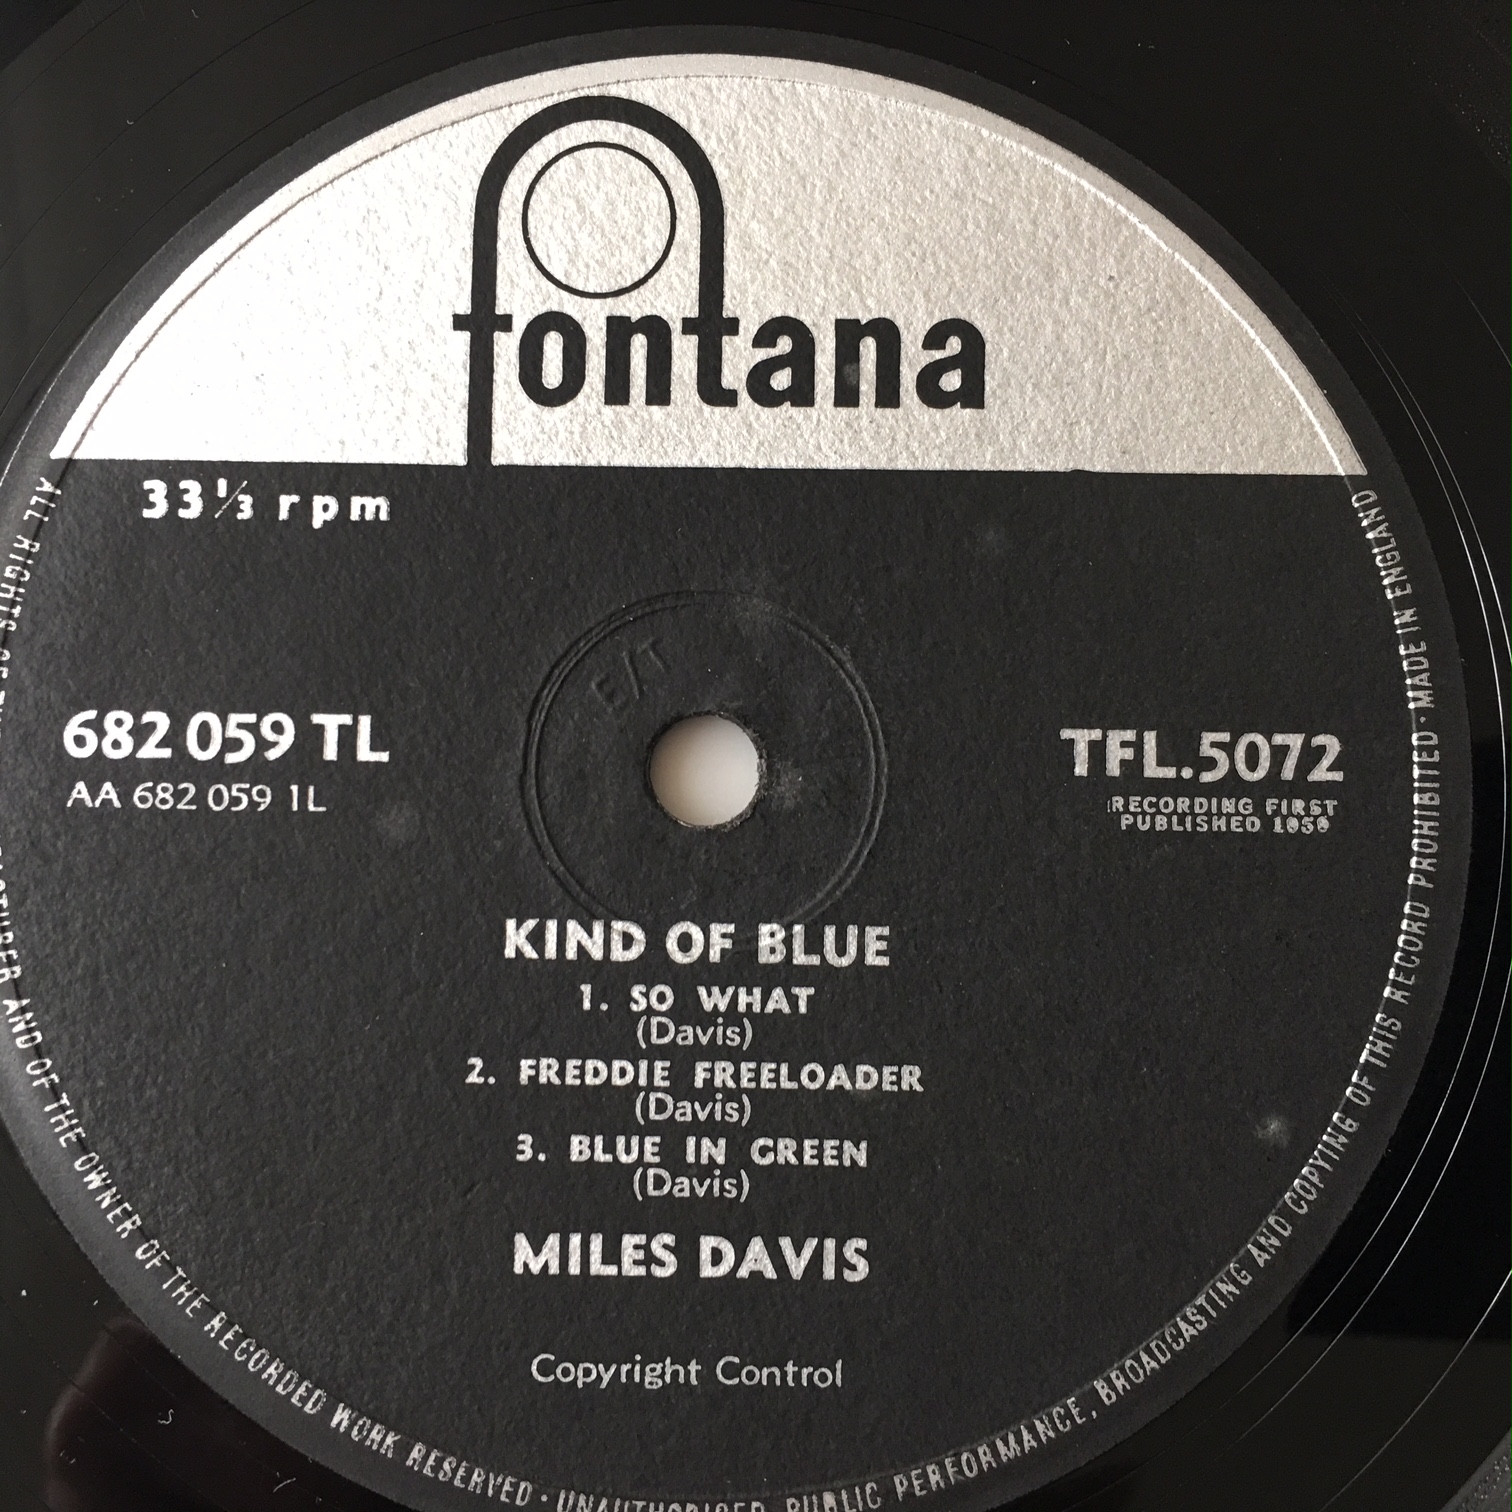 fontana
33⅓ rpm
E/T
682 059 TL
AA 682 059 1L
TFL.5072
RECORDING FIRST
PUBLISHED 1959
KIND OF BLUE
1. SO WHAT
(Davis)
2. FREDDIE FREELOADER
(Davis)
3. BLUE IN GREEN
(Davis)
MILES DAVIS
Copyright Control
ALL RIGHTS OF AND OF THE OWNER OF THE RECORDED WORK RESERVED · UNAUTHORISED PUBLIC PERFORMANCE, BROADCASTING AND COPYING OF THIS RECORD PROHIBITED · MADE IN ENGLAND